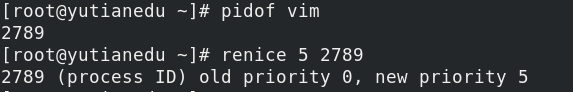 [root@yutianedu ~]# pidof vim
2789
[root@yutianedu ~]# renice 5 2789
2789 (process ID) old priority 0, new priority 5